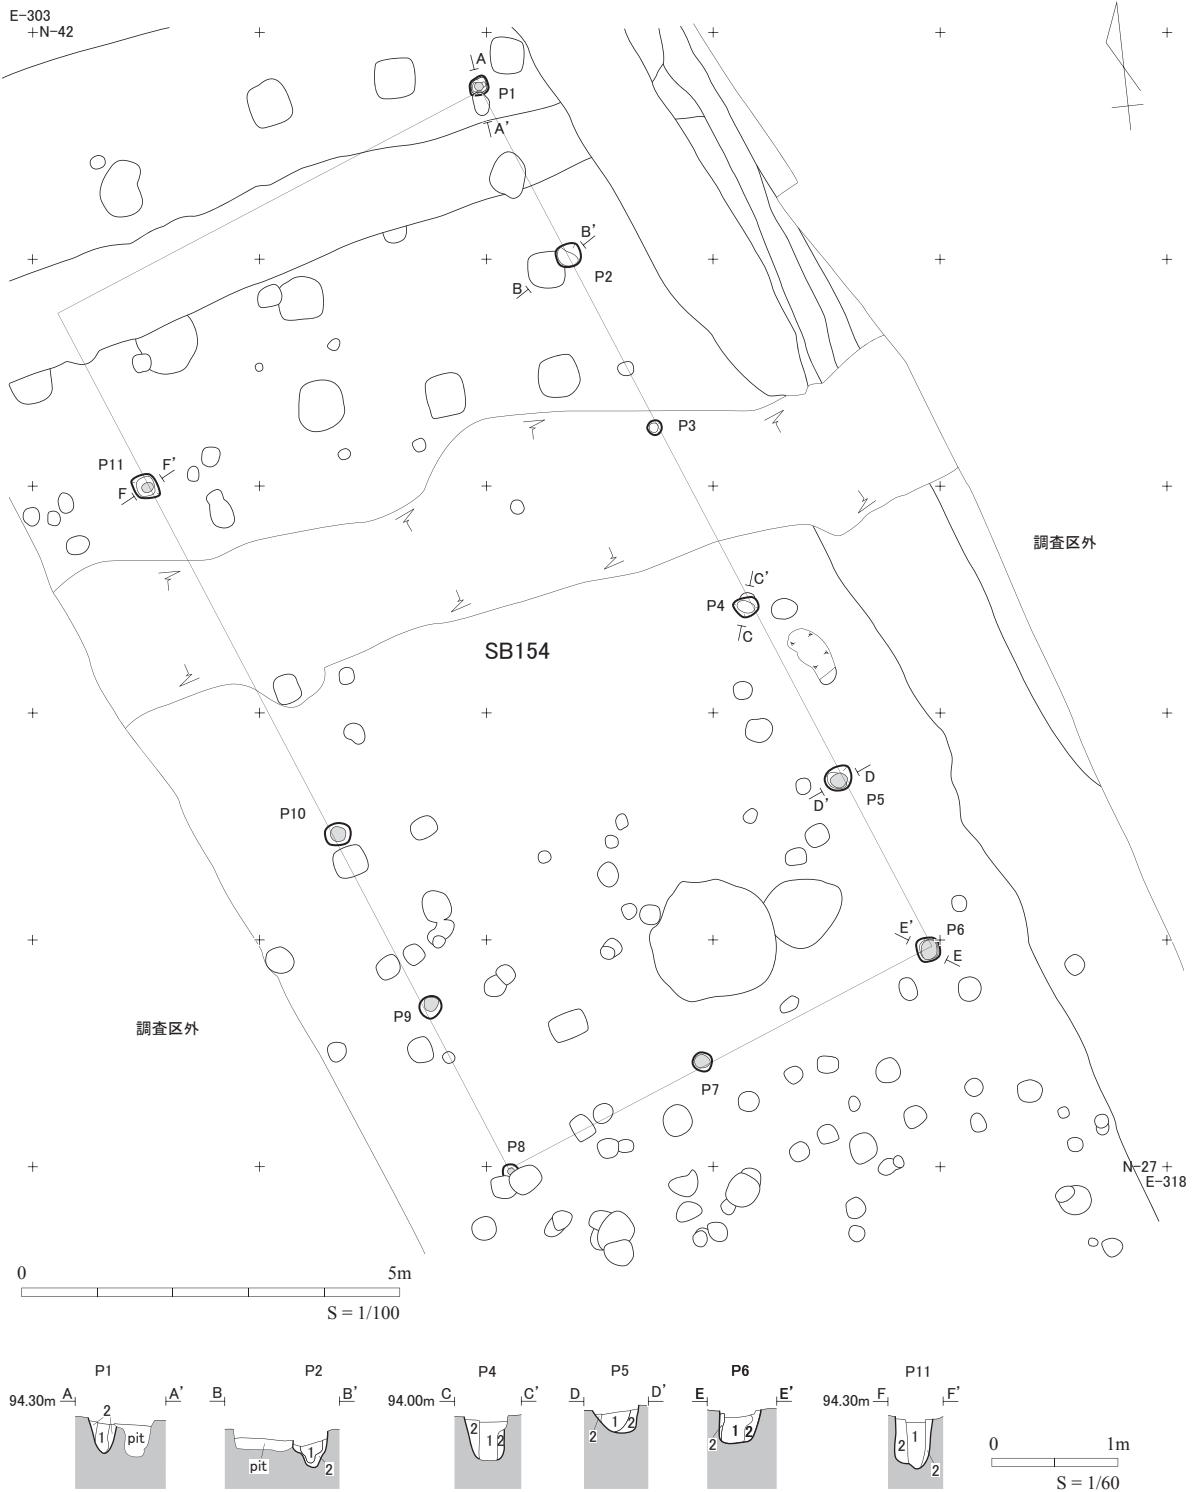 E-303
N-42
A
P1
A'
B'
P2
B
P3
P11
F'
F
調査区外
C'
P4
C
SB154
D
P5
D'
P10
E'
P6
E
P9
調査区外
P7
P8
N-27
E-318
0 5m
S = 1/100
P1 P2 P4 P5 P6 P11
94.30m A A' B B' 94.00m C C' D D' E E' 94.30m F F'
2
1 pit
pit
1
2
2 1 2
2 1 2
2 1 2
2 1
2
0 1m
S = 1/60